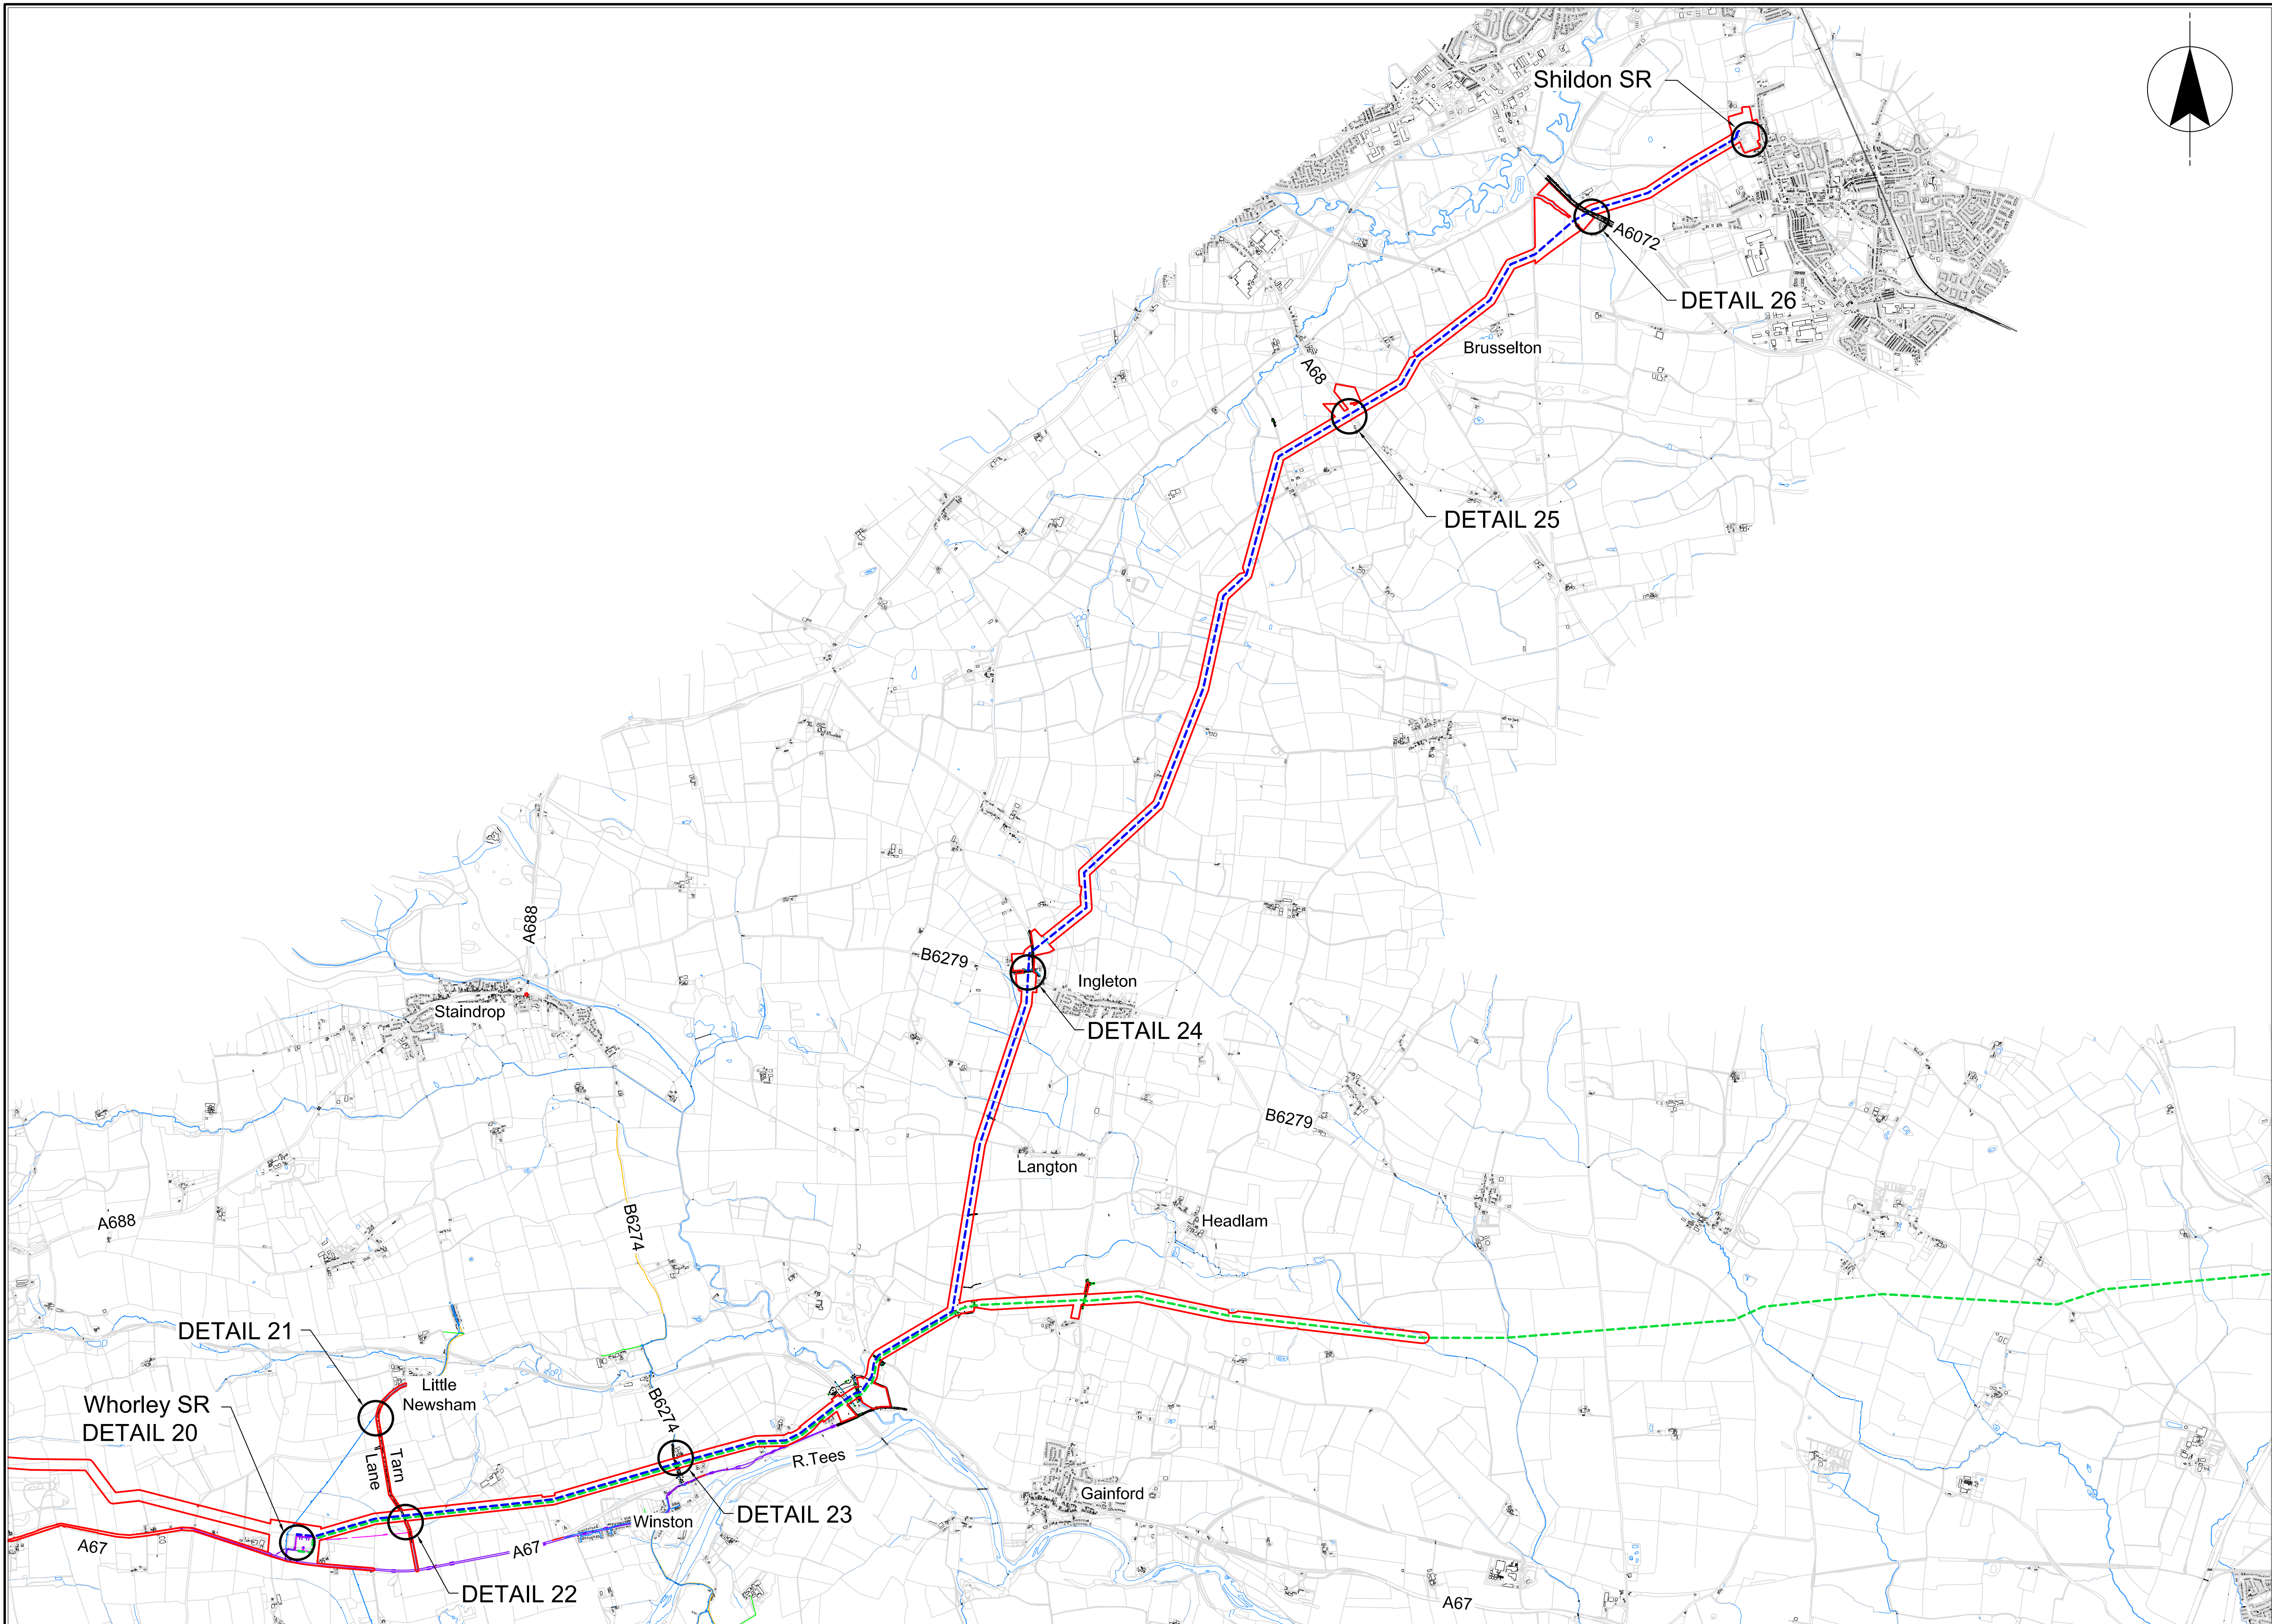 Shildon SR
A6072
DETAIL 26
Brusselton
A68
DETAIL 25
A688
B6279
Ingleton
Staindrop
DETAIL 24
B6279
Langton
A688
B6274
Headlam
DETAIL 21
Little
Newsham
Whorley SR
DETAIL 20
B6274
Tarn
Lane
R.Tees
Gainford
DETAIL 23
Winston
A67
A67
DETAIL 22
A67